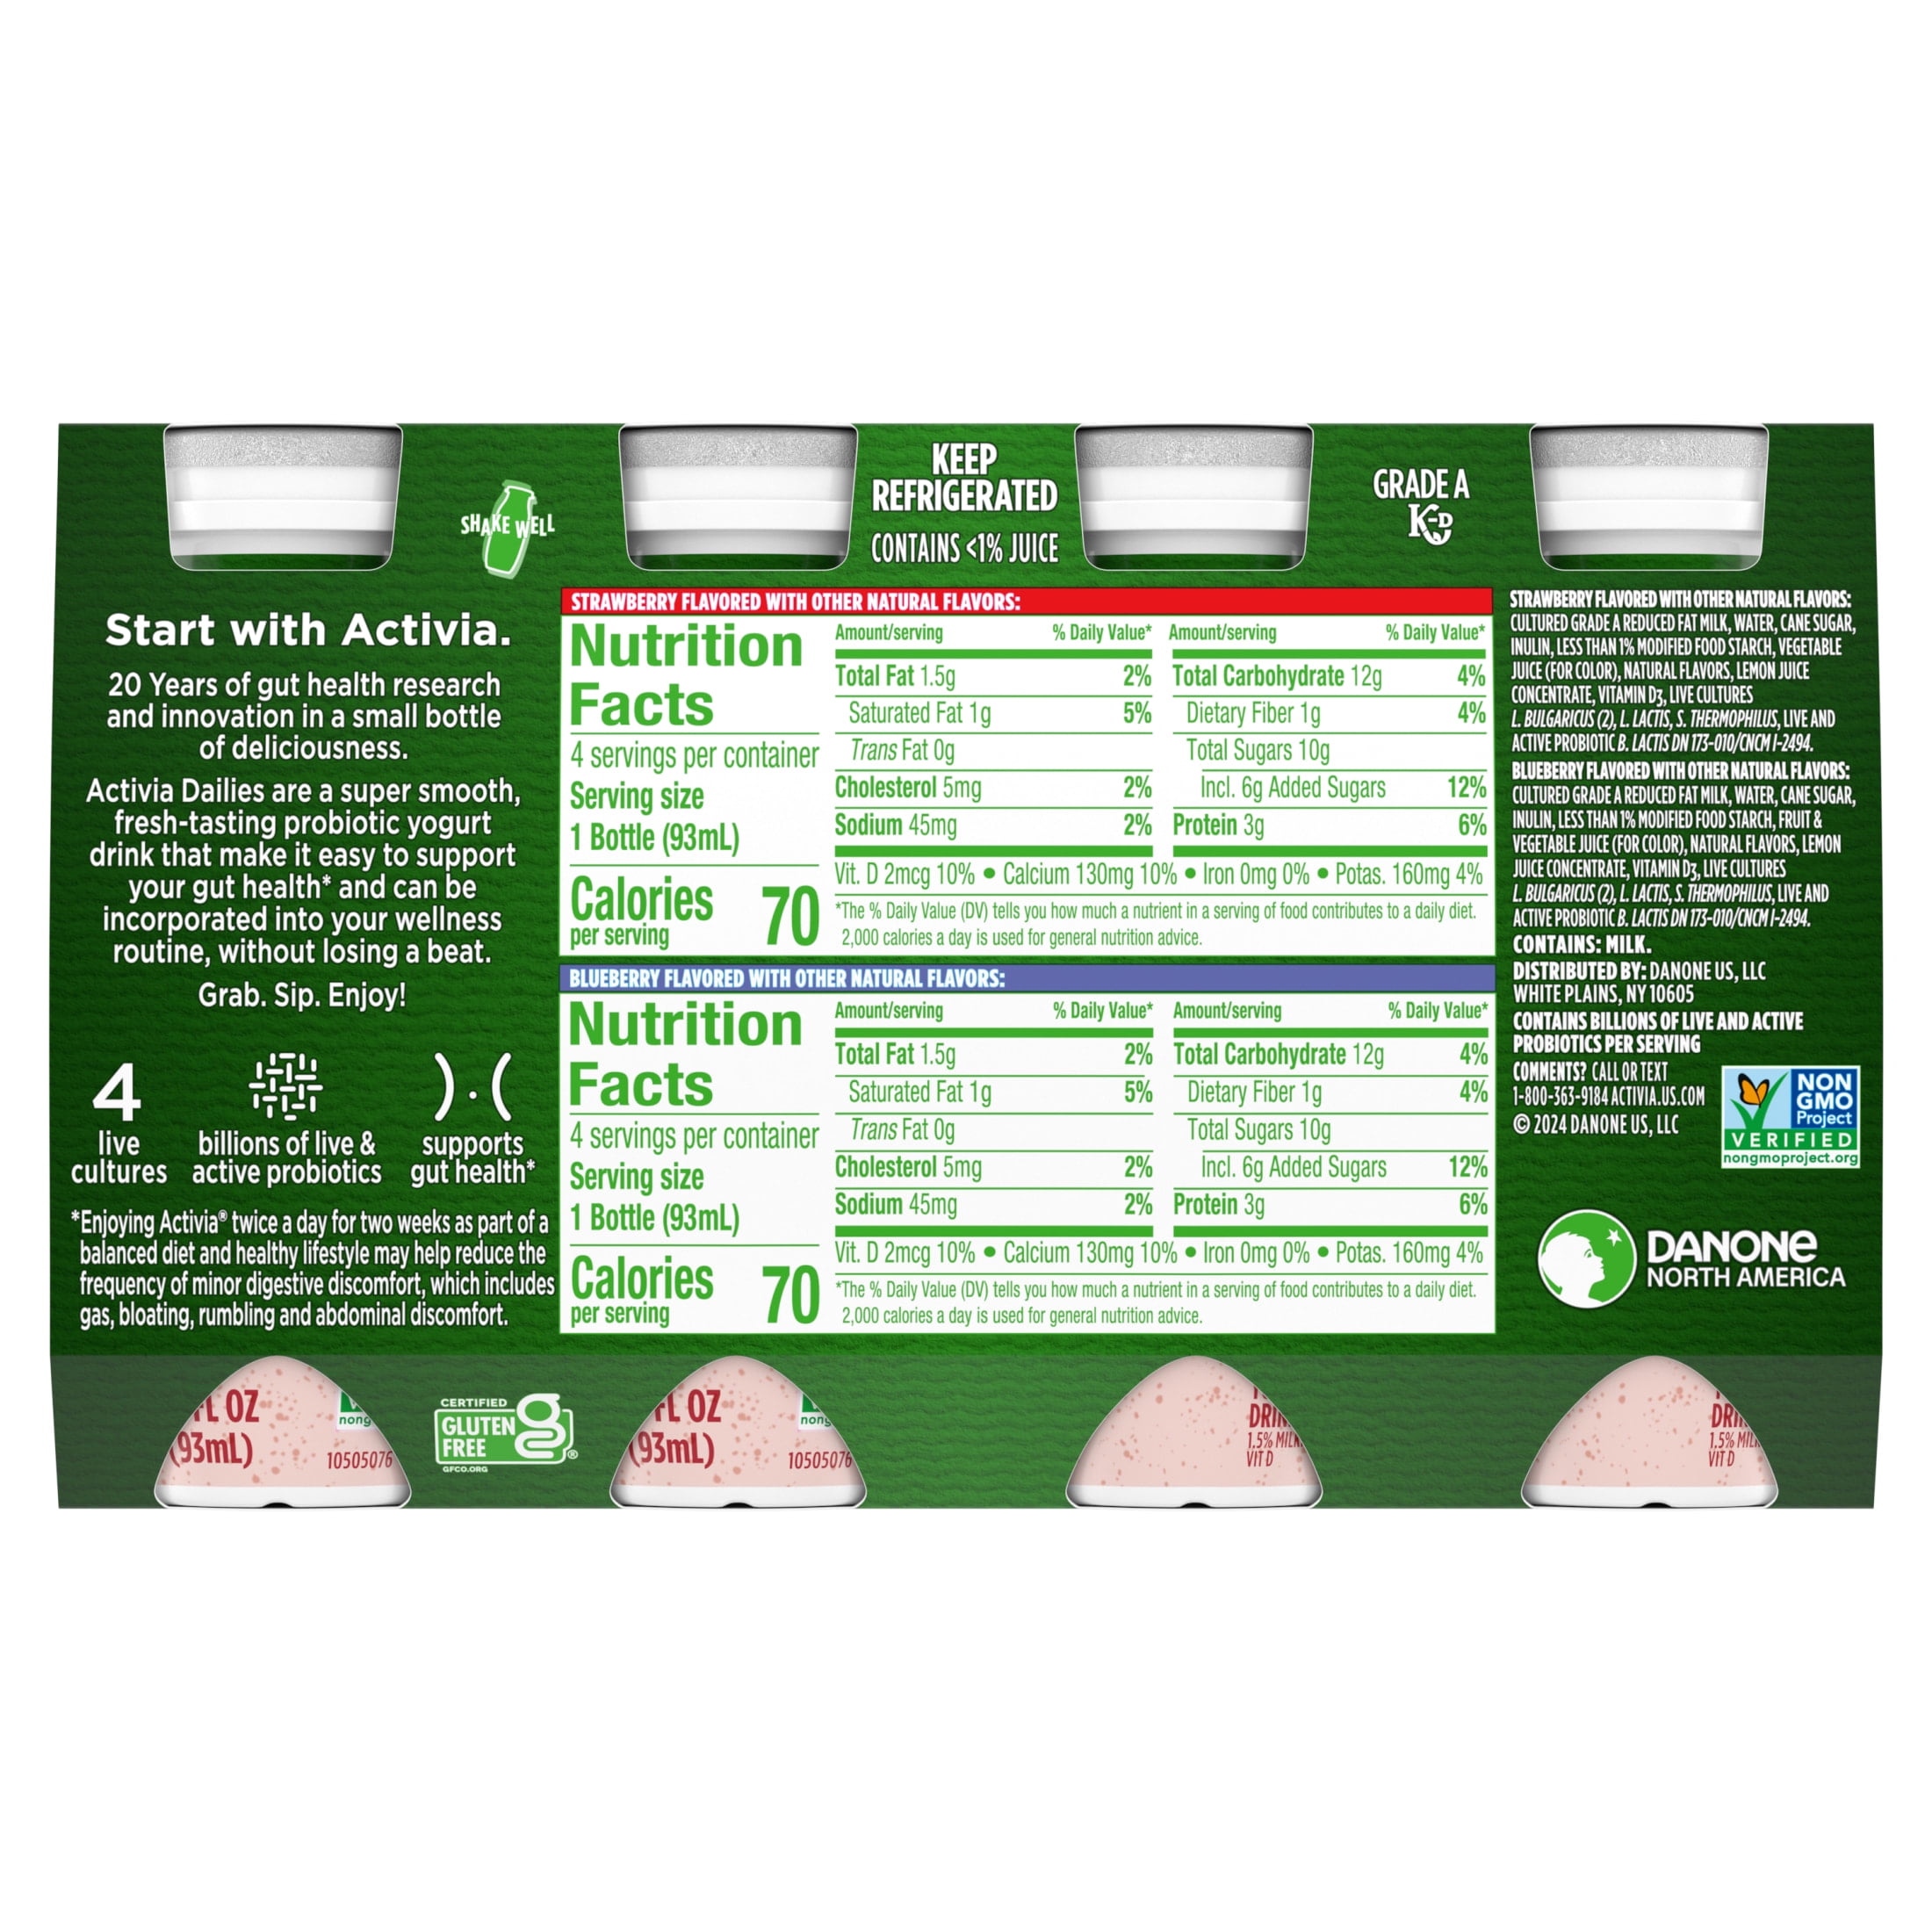 SHAKE WELL
KEEP
REFRIGERATED
CONTAINS <1% JUICE
GRADE A
K-D
Start with Activia.
20 Years of gut health research
and innovation in a small bottle
of deliciousness.
Activia Dailies are a super smooth,
fresh-tasting probiotic yogurt
drink that make it easy to support
your gut health* and can be
incorporated into your wellness
routine, without losing a beat.
Grab. Sip. Enjoy!
4
live
cultures
billions of live &
active probiotics
supports
gut health*
*Enjoying Activia® twice a day for two weeks as part of a
balanced diet and healthy lifestyle may help reduce the
frequency of minor digestive discomfort, which includes
gas, bloating, rumbling and abdominal discomfort.
STRAWBERRY FLAVORED WITH OTHER NATURAL FLAVORS:
Nutrition
Facts
4 servings per container
Serving size
1 Bottle (93mL)
Calories 70
per serving
Amount/serving % Daily Value*
Total Fat 1.5g 2%
Saturated Fat 1g 5%
Trans Fat 0g
Cholesterol 5mg 2%
Sodium 45mg 2%
Amount/serving % Daily Value*
Total Carbohydrate 12g 4%
Dietary Fiber 1g 4%
Total Sugars 10g
Incl. 6g Added Sugars 12%
Protein 3g 6%
Vit. D 2mcg 10% • Calcium 130mg 10% • Iron 0mg 0% • Potas. 160mg 4%
*The % Daily Value (DV) tells you how much a nutrient in a serving of food contributes to a daily diet.
2,000 calories a day is used for general nutrition advice.
BLUEBERRY FLAVORED WITH OTHER NATURAL FLAVORS:
Nutrition
Facts
4 servings per container
Serving size
1 Bottle (93mL)
Calories 70
per serving
Amount/serving % Daily Value*
Total Fat 1.5g 2%
Saturated Fat 1g 5%
Trans Fat 0g
Cholesterol 5mg 2%
Sodium 45mg 2%
Amount/serving % Daily Value*
Total Carbohydrate 12g 4%
Dietary Fiber 1g 4%
Total Sugars 10g
Incl. 6g Added Sugars 12%
Protein 3g 6%
Vit. D 2mcg 10% • Calcium 130mg 10% • Iron 0mg 0% • Potas. 160mg 4%
*The % Daily Value (DV) tells you how much a nutrient in a serving of food contributes to a daily diet.
2,000 calories a day is used for general nutrition advice.
STRAWBERRY FLAVORED WITH OTHER NATURAL FLAVORS:
CULTURED GRADE A REDUCED FAT MILK, WATER, CANE SUGAR,
INULIN, LESS THAN 1% MODIFIED FOOD STARCH, VEGETABLE
JUICE (FOR COLOR), NATURAL FLAVORS, LEMON JUICE
CONCENTRATE, VITAMIN D3, LIVE CULTURES
L. BULGARICUS (2), L. LACTIS, S. THERMOPHILUS, LIVE AND
ACTIVE PROBIOTIC B. LACTIS DN 173-010/CNCM I-2494.
BLUEBERRY FLAVORED WITH OTHER NATURAL FLAVORS:
CULTURED GRADE A REDUCED FAT MILK, WATER, CANE SUGAR,
INULIN, LESS THAN 1% MODIFIED FOOD STARCH, FRUIT &
VEGETABLE JUICE (FOR COLOR), NATURAL FLAVORS, LEMON
JUICE CONCENTRATE, VITAMIN D3, LIVE CULTURES
L. BULGARICUS (2), L. LACTIS, S. THERMOPHILUS, LIVE AND
ACTIVE PROBIOTIC B. LACTIS DN 173-010/CNCM I-2494.
CONTAINS: MILK.
DISTRIBUTED BY: DANONE US, LLC
WHITE PLAINS, NY 10605
CONTAINS BILLIONS OF LIVE AND ACTIVE
PROBIOTICS PER SERVING
COMMENTS? CALL OR TEXT
1-800-363-9184 ACTIVIA.US.COM
© 2024 DANONE US, LLC
NON
GMO
Project
VERIFIED
nongmoproject.org
DANONE
NORTH AMERICA
FL OZ
(93mL)
nong
10505076
CERTIFIED
GLUTEN
FREE
GFCO.ORG
FL OZ
(93mL)
nong
10505076
DRIN
1.5% MILK
VIT D
DRIN
1.5% MIL
VIT D